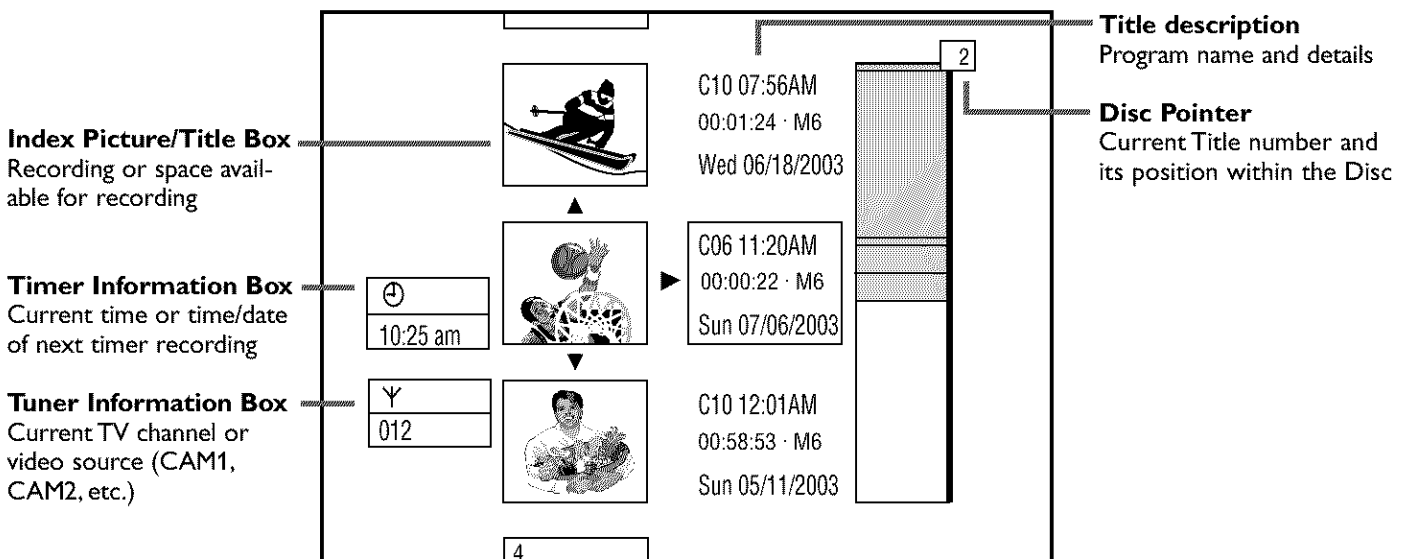 Index Picture/Title Box
Recording or space avail-
able for recording
Timer Information Box
Current time or time/date
of next timer recording
Tuner Information Box
Current TV channel or
video source (CAM1,
CAM2, etc.)
10:25 am
012
C10 07:56AM
00:01:24 · M6
Wed 06/18/2003
C06 11:20AM
00:00:22 · M6
Sun 07/06/2003
C10 12:01AM
00:58:53 · M6
Sun 05/11/2003
4
2
Title description
Program name and details
Disc Pointer
Current Title number and
its position within the Disc